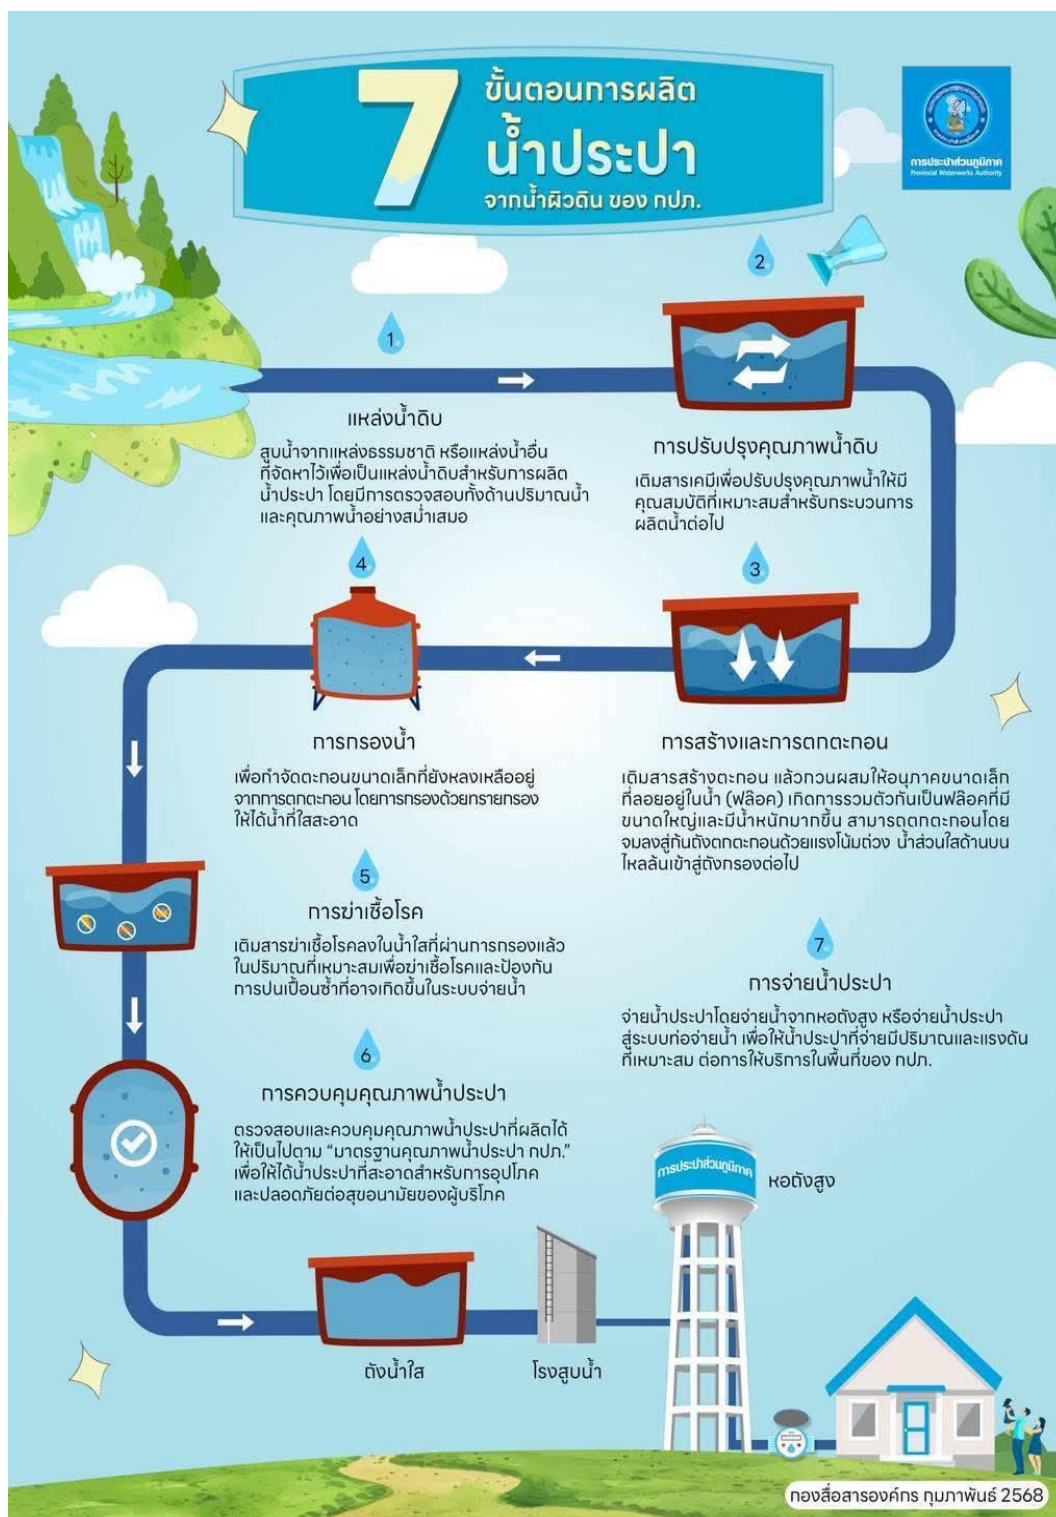 7
ขั้นตอนการผลิต
น้ำประปา
จากน้ำผิวดิน ของ กปภ.
การประปาส่วนภูมิภาค
Provincial Waterworks Authority
1
แหล่งน้ำดิบ
สูบน้ำจากแหล่งธรรมชาติ หรือแหล่งน้ำอื่น
ที่จัดหาไว้เพื่อเป็นแหล่งน้ำดิบสำหรับการผลิต
น้ำประปา โดยมีการตรวจสอบทั้งด้านปริมาณน้ำ
และคุณภาพน้ำอย่างสม่ำเสมอ
2
การปรับปรุงคุณภาพน้ำดิบ
เติมสารเคมีเพื่อปรับปรุงคุณภาพน้ำให้มี
คุณสมบัติที่เหมาะสมสำหรับกระบวนการ
ผลิตน้ำต่อไป
3
การสร้างและการตกตะกอน
เติมสารสร้างตะกอน แล้วกวนผสมให้อนุภาคขนาดเล็ก
ที่ลอยอยู่ในน้ำ (ฟล๊อค) เกิดการรวมตัวกันเป็นฟล๊อคที่มี
ขนาดใหญ่และมีน้ำหนักมากขึ้น สามารถตกตะกอนโดย
จมลงสู่ก้นถังตกตะกอนด้วยแรงโน้มถ่วง น้ำส่วนใสด้านบน
ไหลล้นเข้าสู่ถังกรองต่อไป
4
การกรองน้ำ
เพื่อกำจัดตะกอนขนาดเล็กที่ยังหลงเหลืออยู่
จากการตกตะกอน โดยการกรองด้วยทรายกรอง
ให้ได้น้ำที่ใสสะอาด
5
การฆ่าเชื้อโรค
เติมสารฆ่าเชื้อโรคลงในน้ำใสที่ผ่านการกรองแล้ว
ในปริมาณที่เหมาะสมเพื่อฆ่าเชื้อโรคและป้องกัน
การปนเปื้อนซ้ำที่อาจเกิดขึ้นในระบบจ่ายน้ำ
6
การควบคุมคุณภาพน้ำประปา
ตรวจสอบและควบคุมคุณภาพน้ำประปาที่ผลิตได้
ให้เป็นไปตาม “มาตรฐานคุณภาพน้ำประปา กปภ.”
เพื่อให้ได้น้ำประปาที่สะอาดสำหรับการอุปโภค
และปลอดภัยต่อสุขอนามัยของผู้บริโภค
7
การจ่ายน้ำประปา
จ่ายน้ำประปาโดยจ่ายน้ำจากหอถังสูง หรือจ่ายน้ำประปา
สู่ระบบท่อจ่ายน้ำ เพื่อให้น้ำประปาที่จ่ายมีปริมาณและแรงดัน
ที่เหมาะสม ต่อการให้บริการในพื้นที่ของ กปภ.
การประปาส่วนภูมิภาค
หอถังสูง
ถังน้ำใส
โรงสูบน้ำ
กองสื่อสารองค์กร กุมภาพันธ์ 2568